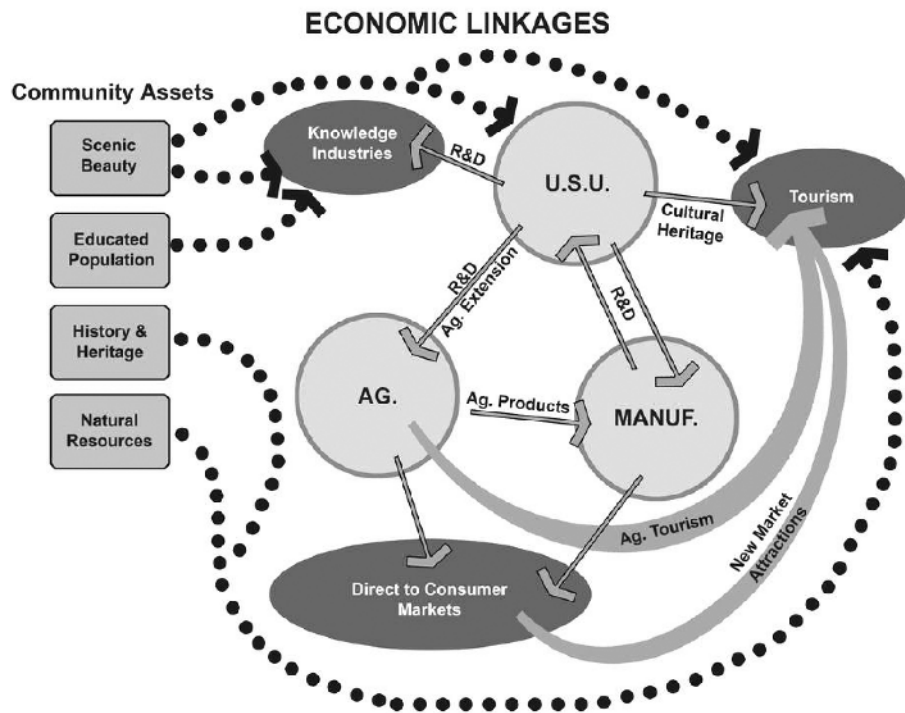 ECONOMIC LINKAGES
Community Assets
Scenic
Beauty
Educated
Population
History &
Heritage
Natural
Resources
Knowledge
Industries
R&D
U.S.U.
Cultural
Heritage
Tourism
R&D
Ag. Extension
R&D
AG.
Ag. Products
MANUF.
Ag. Tourism
New Market
Attractions
Direct to Consumer
Markets